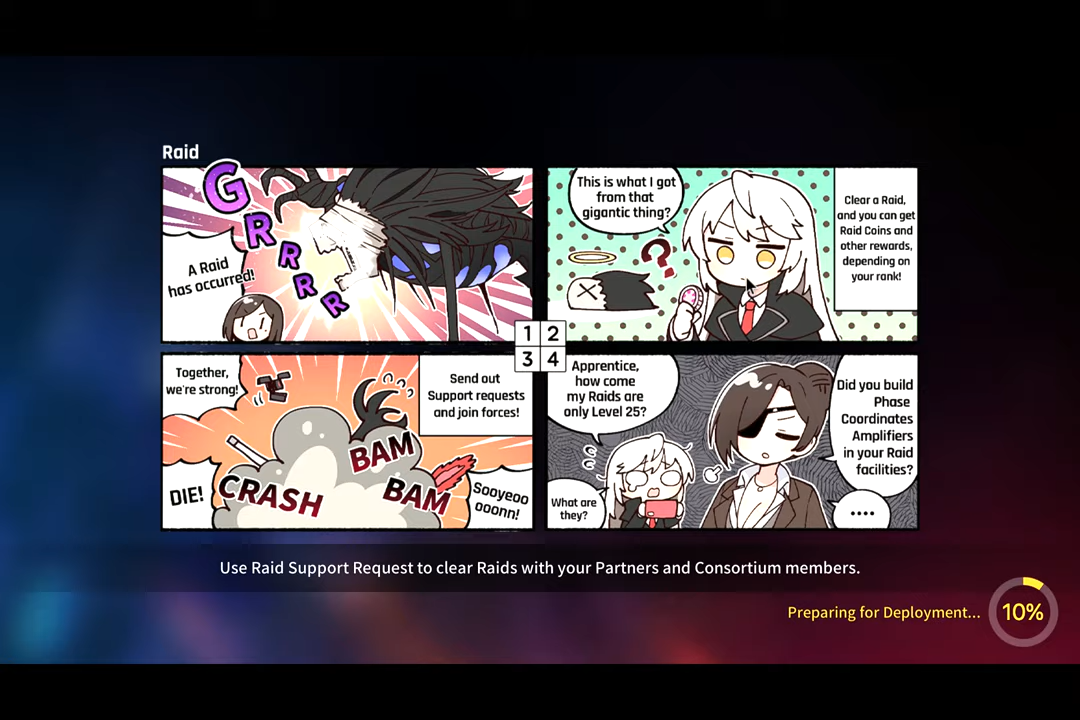 Raid
GRRRR
A Raid
has occurred!
This is what I got
from that
gigantic thing?
?
Clear a Raid,
and you can get
Raid Coins and
other rewards,
depending on
your rank!
1 2
3 4
Together,
we're strong!
Send out
Support requests
and join forces!
BAM
CRASH
BAM
DIE!
Sooyeoo
ooonn!
Apprentice,
how come
my Raids are
only Level 25?
Did you build
Phase
Coordinates
Amplifiers
in your Raid
facilities?
What are
they?
....
Use Raid Support Request to clear Raids with your Partners and Consortium members.
Preparing for Deployment...
10%